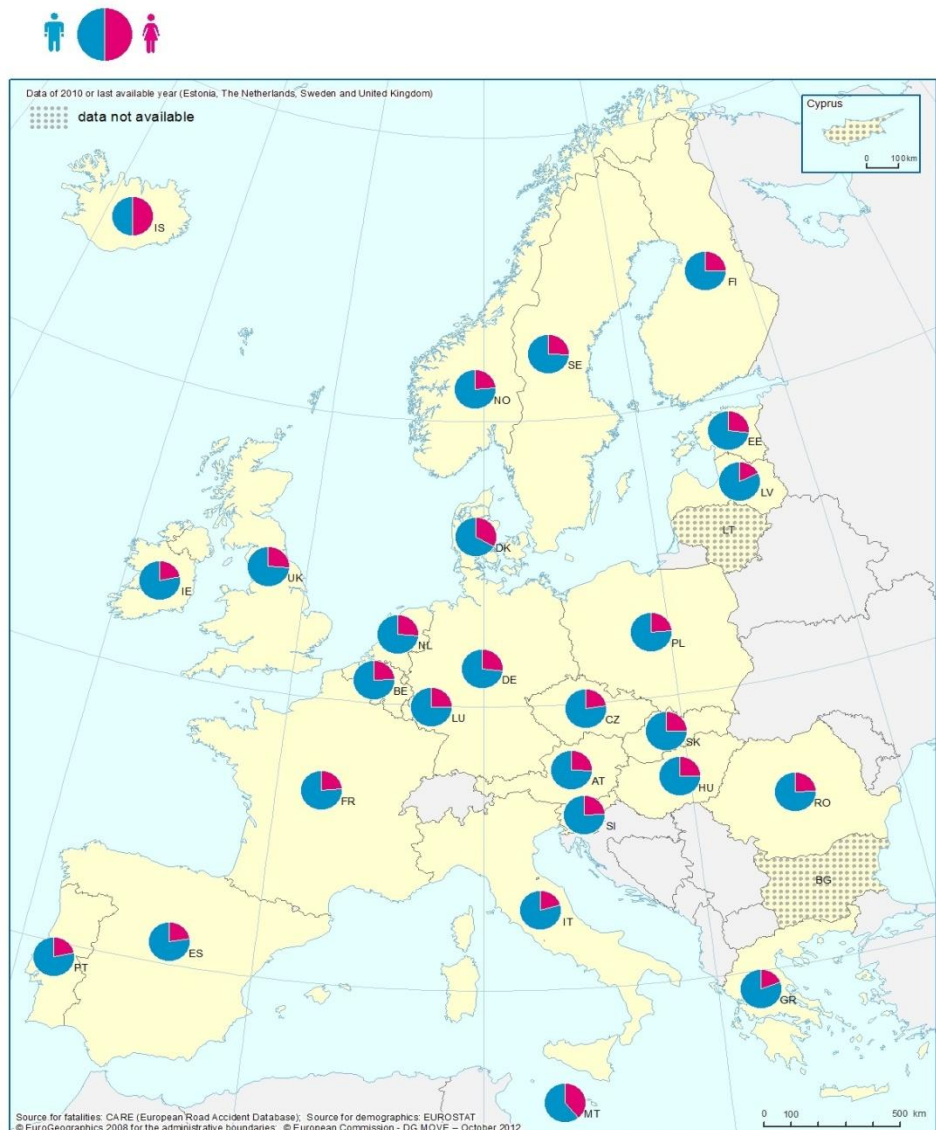 Data of 2010 or last available year (Estonia, The Netherlands, Sweden and United Kingdom)
data not available
Cyprus
0 100km
IS
FI
SE
NO
EE
LV
LT
DK
UK
IE
NL
PL
DE
BE
LU
CZ
SK
AT
HU
FR
RO
SI
BG
IT
ES
PT
GR
MT
Source for fatalities: CARE (European Road Accident Database); Source for demographics: EUROSTAT
© EuroGeographics 2008 for the administrative boundaries; © European Commission - DG MOVE – October 2012
0 100 500 km